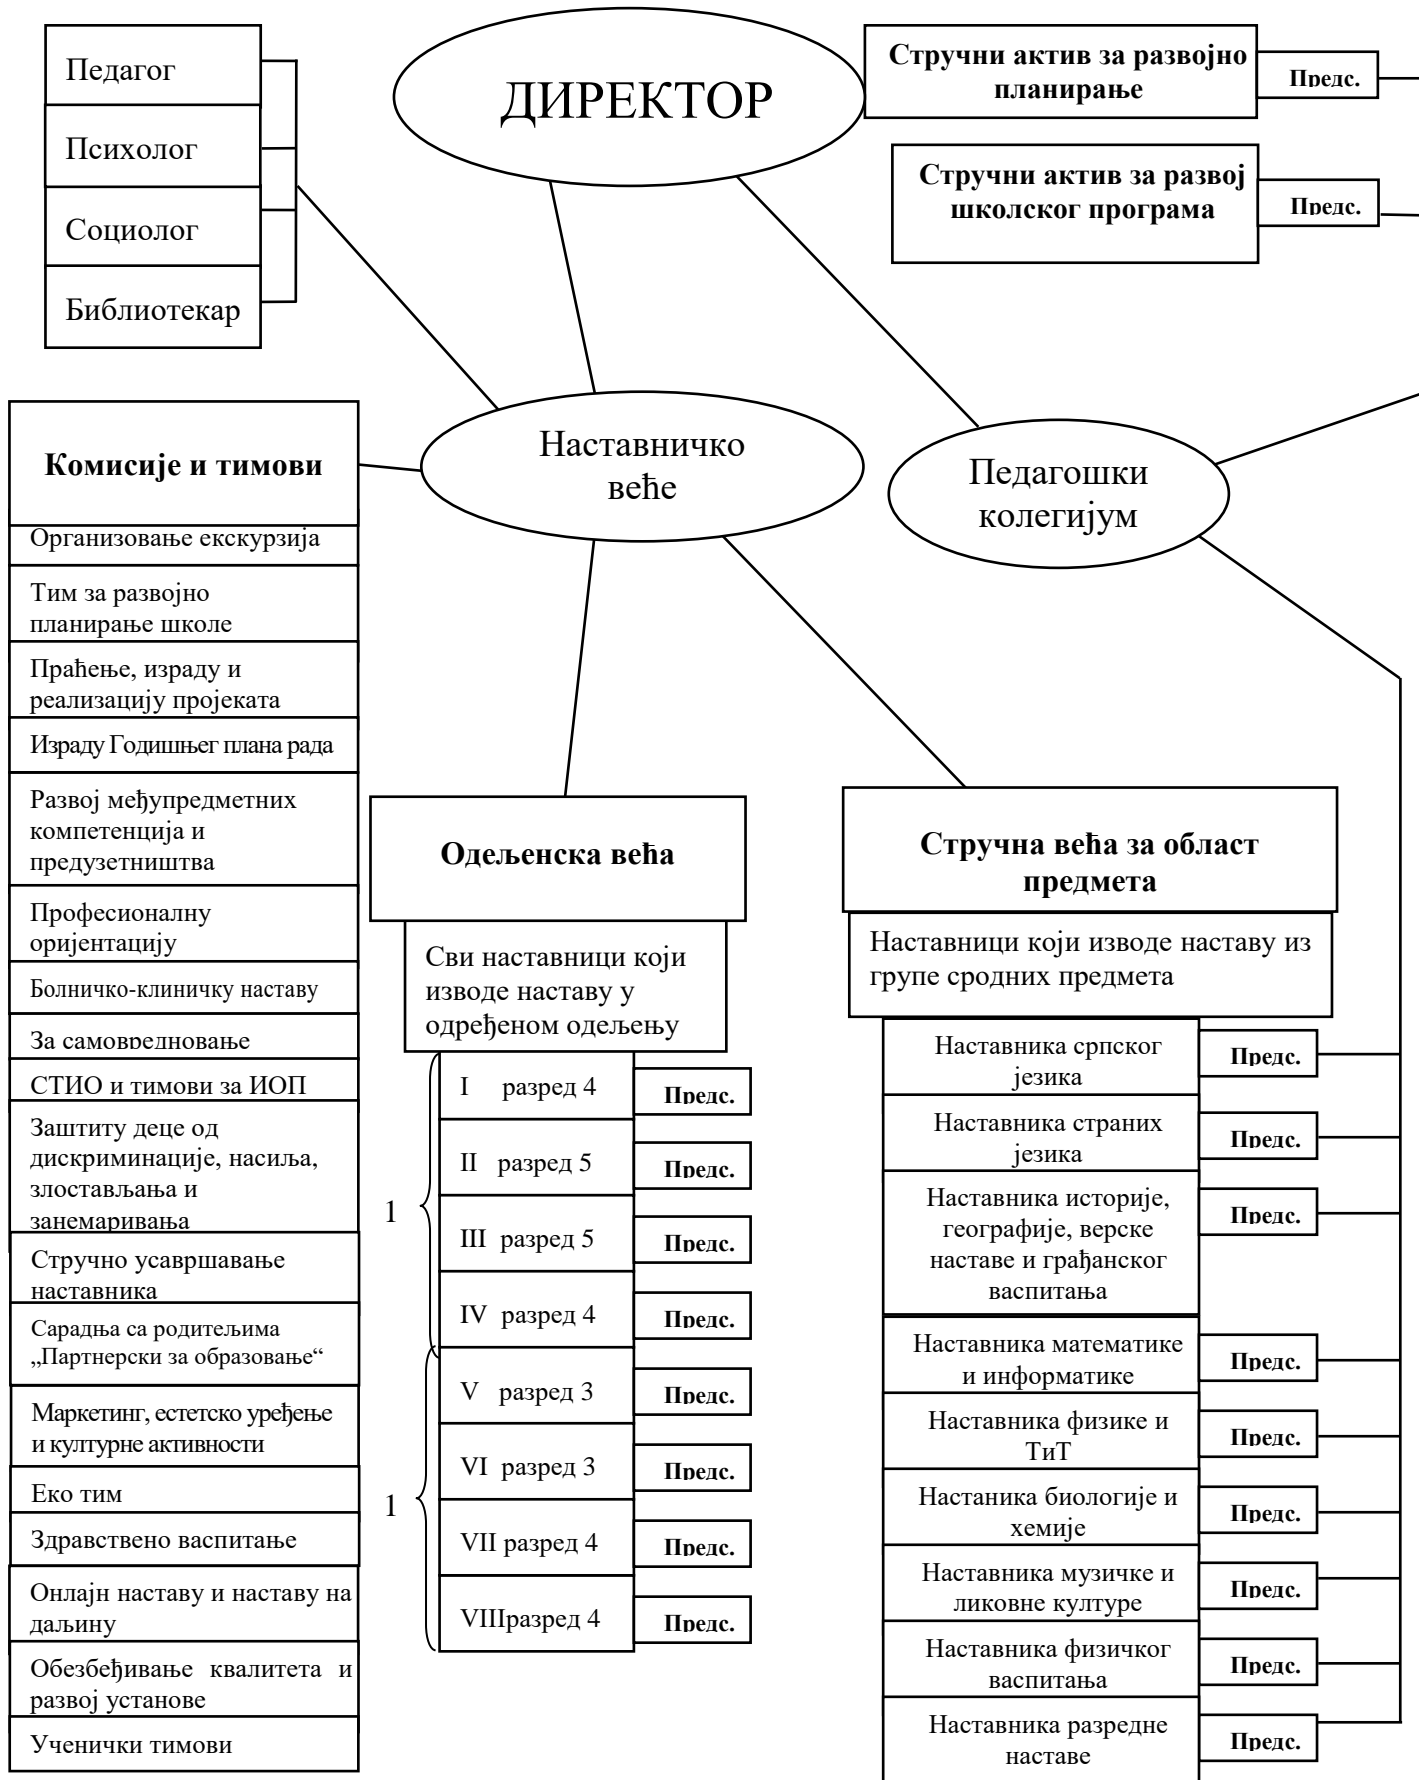 Педагог
Психолог
Социолог
Библиотекар
ДИРЕКТОР
Стручни актив за развојно
планирање
Предс.
Стручни актив за развој
школског програма
Предс.
Наставничко
веће
Педагошки
колегијум
Комисије и тимови
Организовање екскурзија
Тим за развојно
планирање школе
Праћење, израду и
реализацију пројеката
Израду Годишњег плана рада
Развој међупредметних
компетенција и
предузетништва
Професионалну
оријентацију
Болничко-клиничку наставу
За самовредновање
СТИО и тимови за ИОП
Заштиту деце од
дискриминације, насиља,
злостављања и
занемаривања
Стручно усавршавање
наставника
Сарадња са родитељима
„Партнерски за образовање“
Маркетинг, естетско уређење
и културне активности
Еко тим
Здравствено васпитање
Онлајн наставу и наставу на
даљину
Обезбеђивање квалитета и
развој установе
Ученички тимови
Одељенска већа
Сви наставници који
изводе наставу у
одређеном одељењу
1
I разред 4
Предс.
II разред 5
Предс.
III разред 5
Предс.
IV разред 4
Предс.
1
V разред 3
Предс.
VI разред 3
Предс.
VII разред 4
Предс.
VIIIразред 4
Предс.
Стручна већа за област
предмета
Наставници који изводе наставу из
групе сродних предмета
Наставника српског
језика
Предс.
Наставника страних
језика
Предс.
Наставника историје,
географије, верске
наставе и грађанског
васпитања
Предс.
Наставника математике
и информатике
Предс.
Наставника физике и
ТиТ
Предс.
Настаника биологије и
хемије
Предс.
Наставника музичке и
ликовне културе
Предс.
Наставника физичког
васпитања
Предс.
Наставника разредне
наставе
Предс.